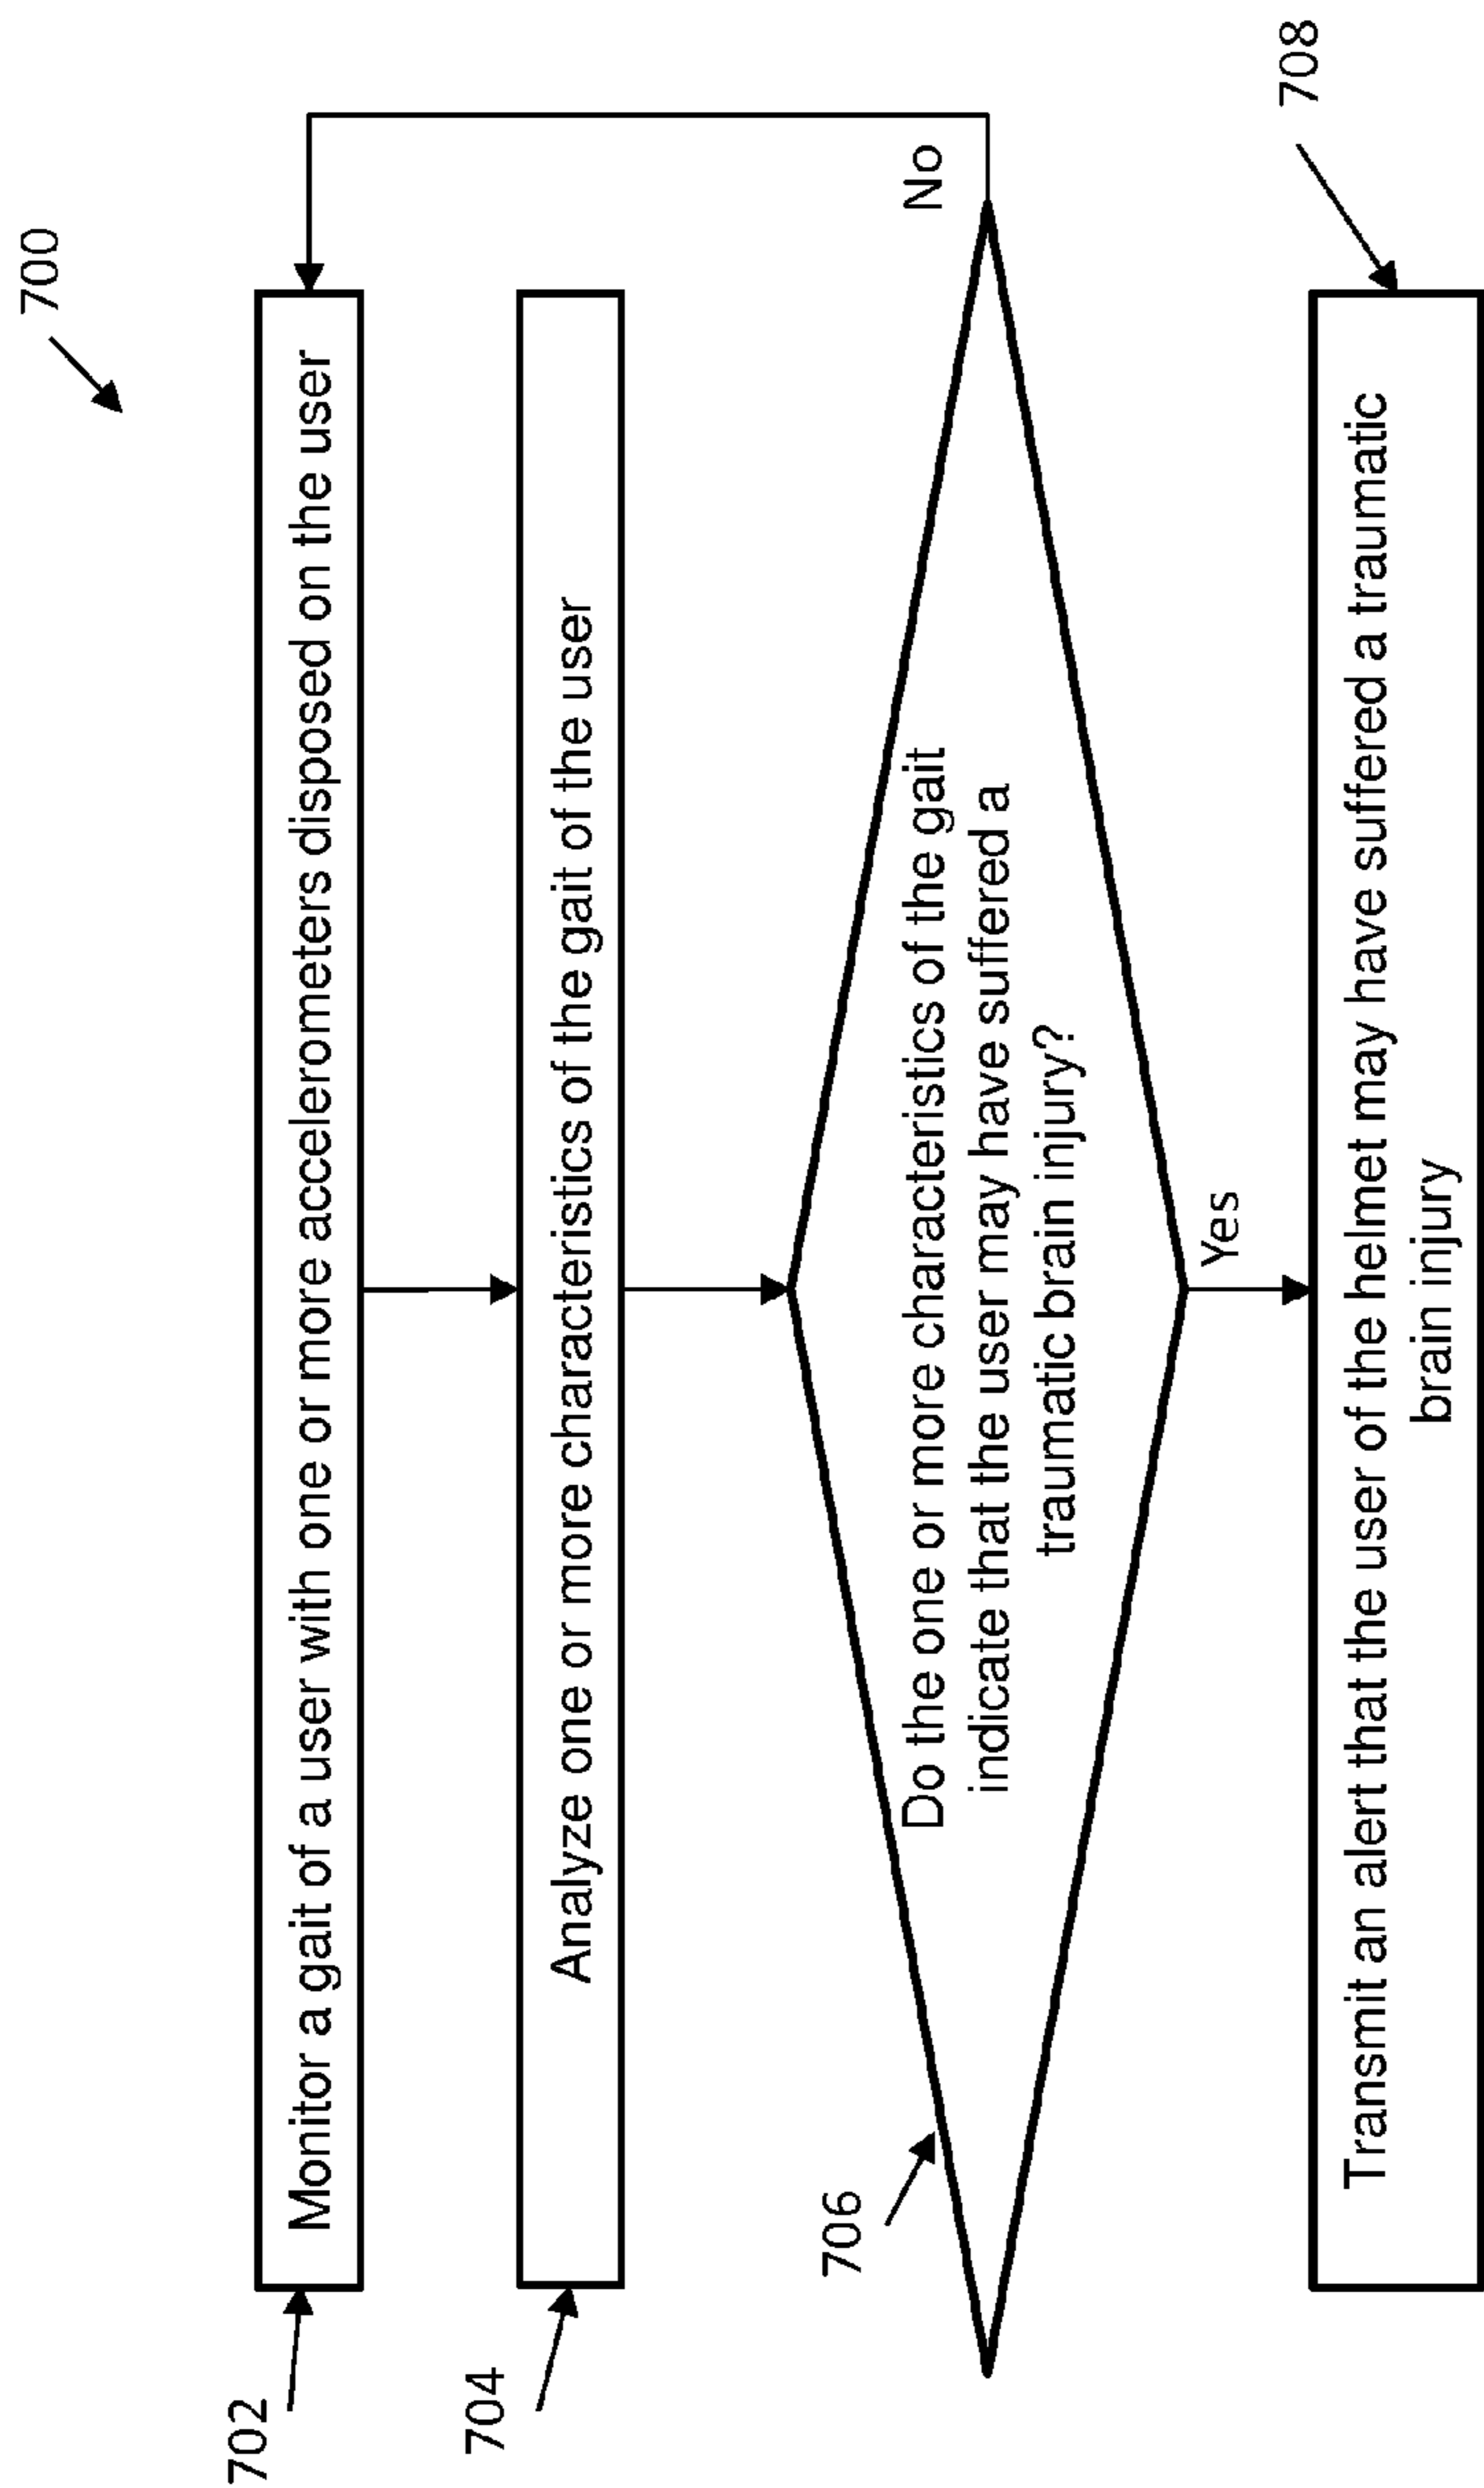 700
702
Monitor a gait of a user with one or more accelerometers disposed on the user
704
Analyze one or more characteristics of the gait of the user
706
Do the one or more characteristics of the gait
indicate that the user may have suffered a
traumatic brain injury?
No
Yes
708
Transmit an alert that the user of the helmet may have suffered a traumatic
brain injury